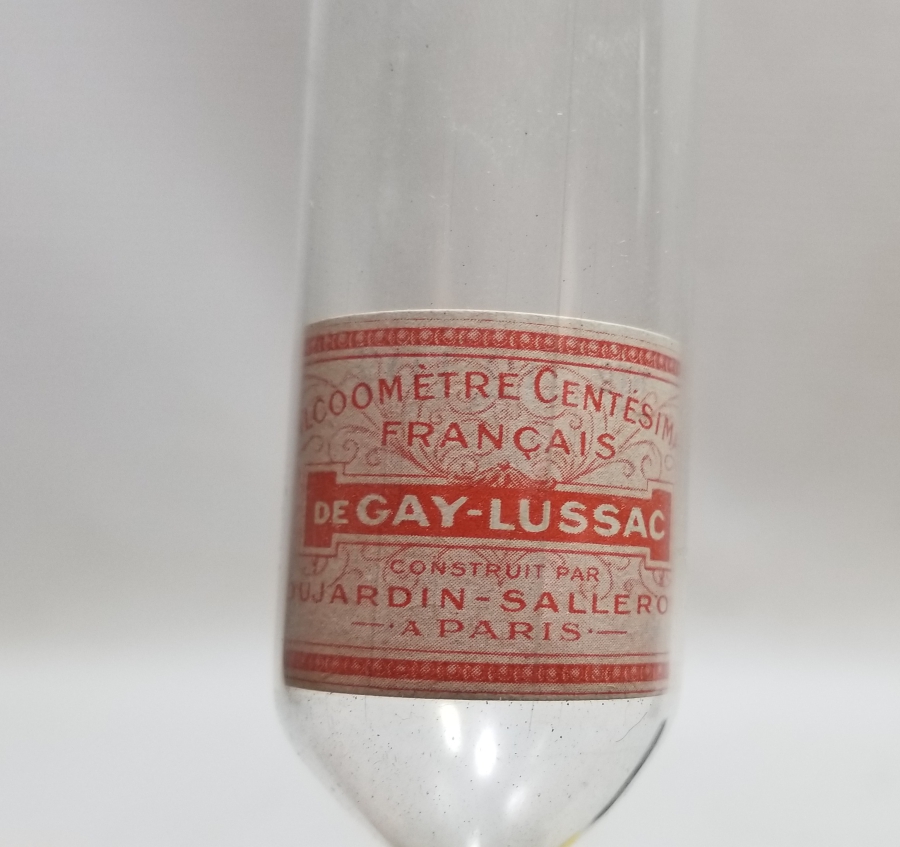 LCOOMÈTRE CENTÉSIMA
FRANÇAIS
DE GAY-LUSSAC
CONSTRUIT PAR
UJARDIN-SALLERO
A PARIS